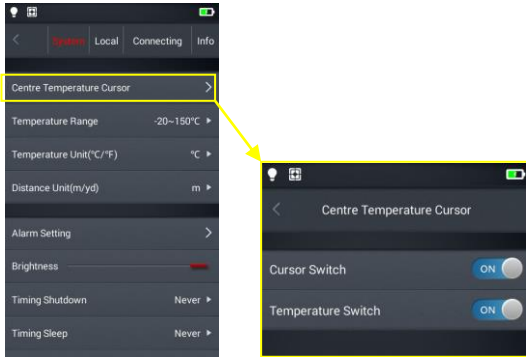 System Local Connecting Info
Centre Temperature Cursor
Temperature Range -20~150℃
Temperature Unit(℃/℉) ℃
Distance Unit(m/yd) m
Alarm Setting
Brightness
Timing Shutdown Never
Timing Sleep Never
Centre Temperature Cursor
Cursor Switch ON
Temperature Switch ON